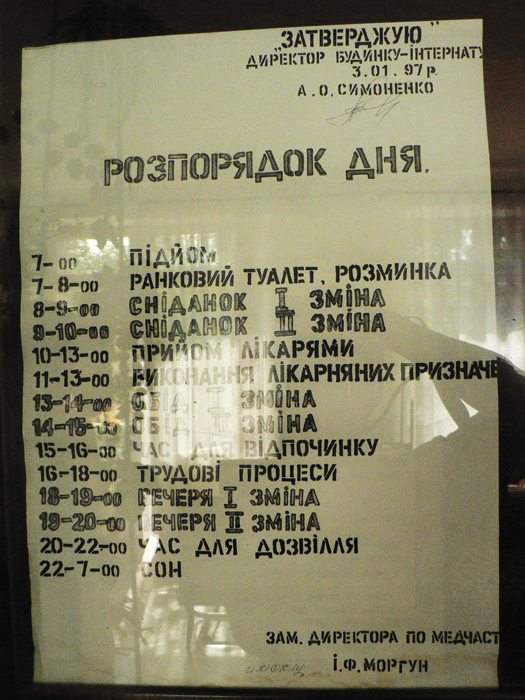 "ЗАТВЕРДЖУЮ"
ДИРЕКТОР БУДИНКУ-ІНТЕРНАТУ
3.01.97р.
А.О.СИМОНЕНКО
РОЗПОРЯДОК ДНЯ.
7-00 ПІДЙОМ
7-8-00 РАНКОВИЙ ТУАЛЕТ, РОЗМИНКА
8-9-00 СНІДАНОК І ЗМІНА
9-10-00 СНІДАНОК ІІ ЗМІНА
10-13-00 ПРИЙОМ ЛІКАРЯМИ
11-13-00 ВИКОНАННЯ ЛІКАРНЯНИХ ПРИЗНАЧЕ
13-14-00 ОБІД І ЗМІНА
14-15-00 ОБІД ІІ ЗМІНА
15-16-00 ЧАС ДЛЯ ВІДПОЧИНКУ
16-18-00 ТРУДОВІ ПРОЦЕСИ
18-19-00 ВЕЧЕРЯ І ЗМІНА
19-20-00 ВЕЧЕРЯ ІІ ЗМІНА
20-22-00 ЧАС ДЛЯ ДОЗВІЛЛЯ
22-7-00 СОН
ЗАМ. ДИРЕКТОРА ПО МЕДЧАСТ
І.Ф.МОРГУН